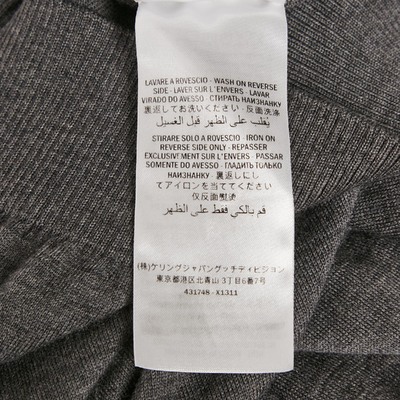 LAVARE A ROVESCIO · WASH ON REVERSE
SIDE · LAVER SUR L'ENVERS · LAVAR
VIRADO DO AVESSO · СТИРАТЬ НАИЗНАНКУ
裏返してお洗いください · 反面洗涤
يُقلب على الظهر قبل الغسيل
STIRARE SOLO A ROVESCIO · IRON ON
REVERSE SIDE ONLY · REPASSER
EXCLUSIVEMENT SUR L'ENVERS · PASSAR
SOMENTE DO AVESSO · ГЛАДИТЬ ТОЛЬКО
НАИЗНАНКУ · 裏返しにし
てアイロンを当ててください
仅反面熨烫
قم بالكي فقط على الظهر
(株)ケリングジャパングッチディビジョン
東京都港区北青山3丁目6番7号
431748 · X1311